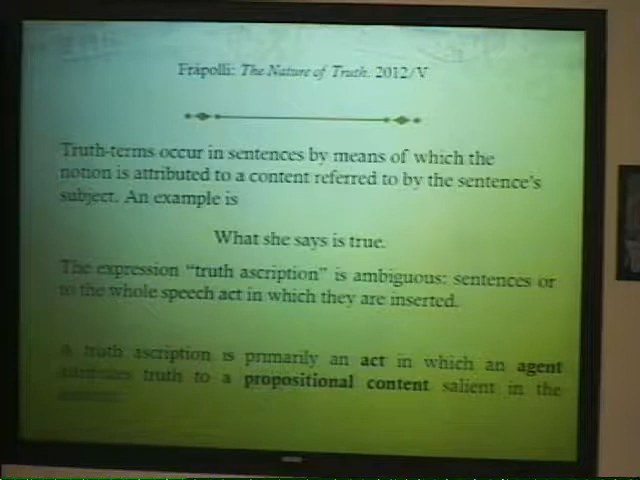 Frápolli: The Nature of Truth. 2012/V
Truth-terms occur in sentences by means of which the
notion is attributed to a content referred to by the sentence's
subject. An example is
What she says is true.
The expression "truth ascription" is ambiguous: sentences or
to the whole speech act in which they are inserted.
A truth ascription is primarily an act in which an agent
truth to a propositional content salient in the